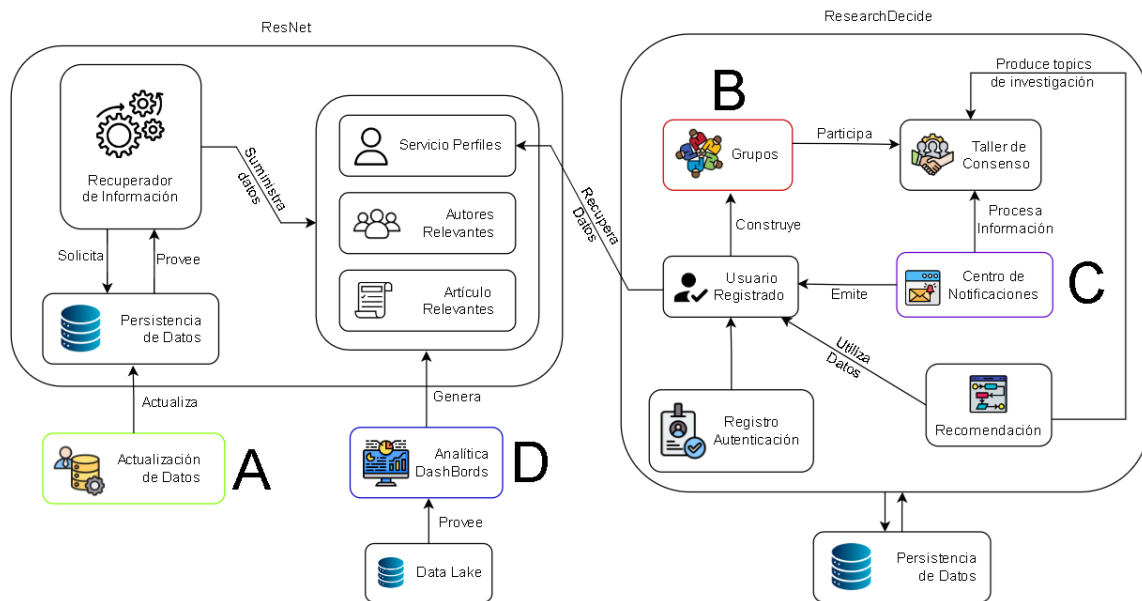 ResNet
Recuperador
de Información
Suministra
datos
Servicio Perfiles
Autores
Relevantes
Artículo
Relevantes
Solicita
Provee
Persistencia
de Datos
Actualiza
Actualización
de Datos
A
Genera
Analítica
DashBords
D
Provee
Data Lake
Recupera
Datos
ResearchDecide
Produce topics
de investigación
B
Grupos
Participa
Taller de
Consenso
Construye
Procesa
Información
Usuario
Registrado
Emite
Centro de
Notificaciones
C
Utiliza
Datos
Registro
Autenticación
Recomendación
Persistencia
de Datos